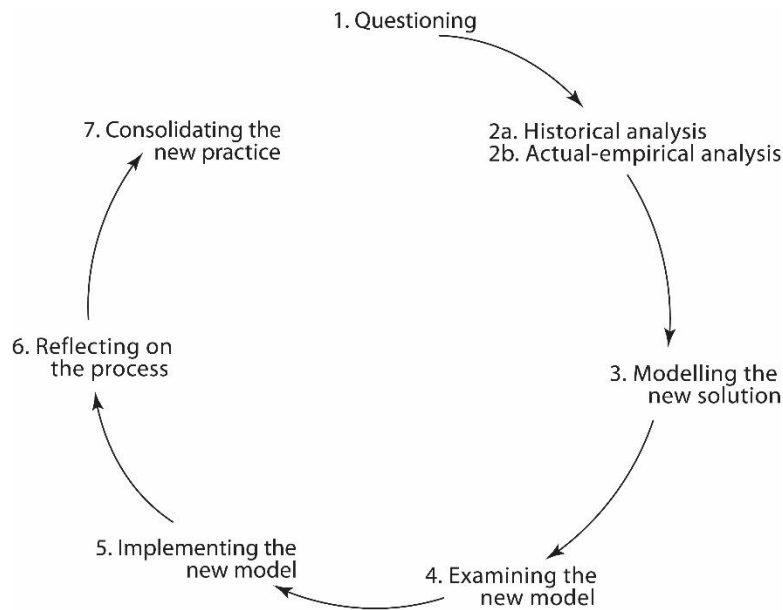 1. Questioning
2a. Historical analysis
2b. Actual-empirical analysis
3. Modelling the
new solution
4. Examining the
new model
5. Implementing the
new model
6. Reflecting on
the process
7. Consolidating the
new practice